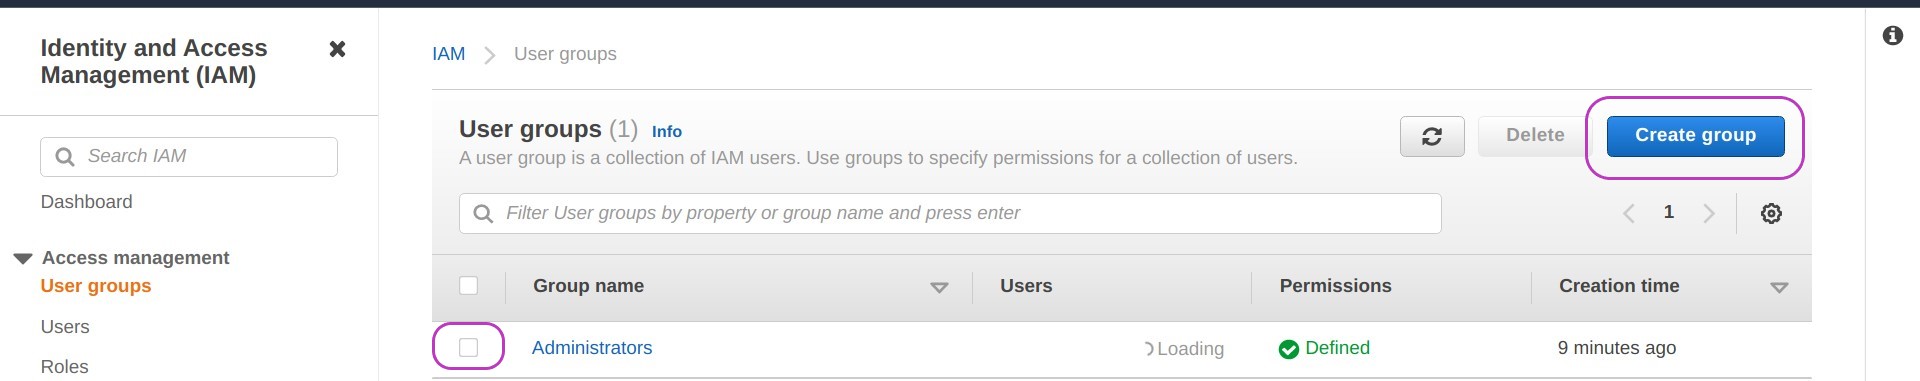 Identity and Access
Management (IAM)
Search IAM
Dashboard
Access management
User groups
Users
Roles
IAM
User groups
User groups (1) Info
A user group is a collection of IAM users. Use groups to specify permissions for a collection of users.
Delete
Create group
Filter User groups by property or group name and press enter
1
Group name Users Permissions Creation time
Administrators Loading Defined 9 minutes ago